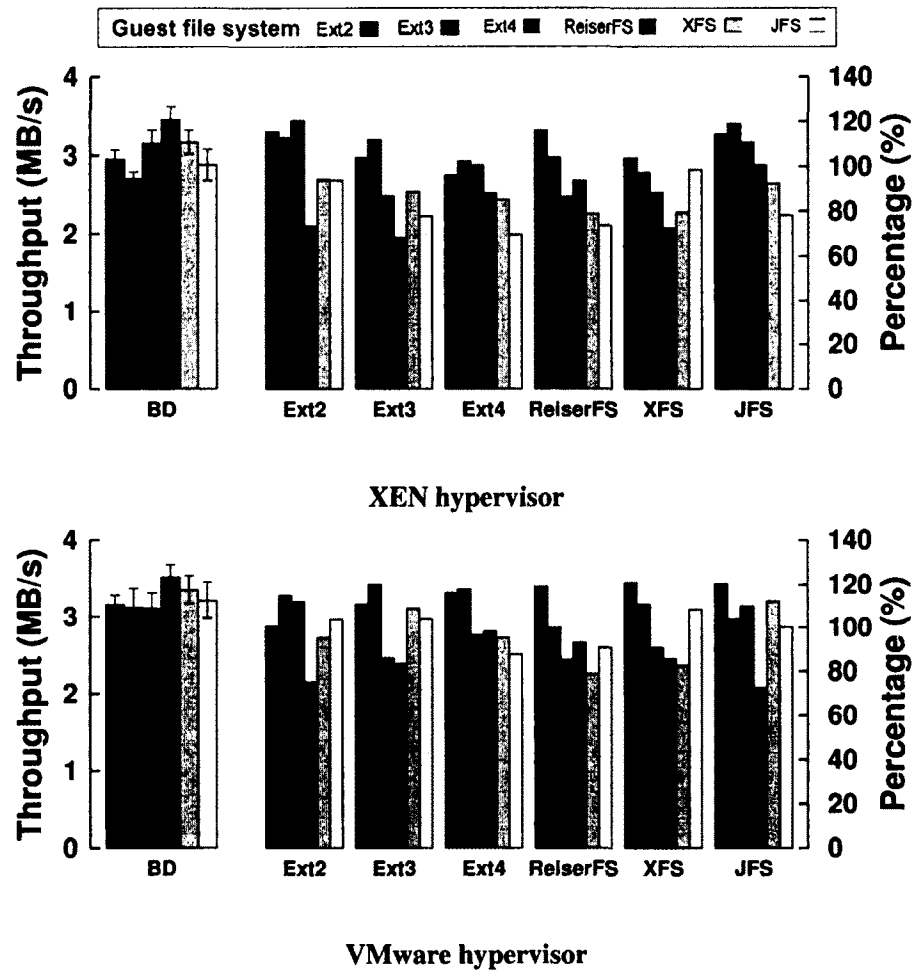 Guest file system Ext2 Ext3 Ext4 ReiserFS XFS JFS
Throughput (MB/s)
4
3
2
1
0
140
120
100
80
60
40
20
0
Percentage (%)
BD Ext2 Ext3 Ext4 ReiserFS XFS JFS
XEN hypervisor
Throughput (MB/s)
4
3
2
1
0
140
120
100
80
60
40
20
0
Percentage (%)
BD Ext2 Ext3 Ext4 ReiserFS XFS JFS
VMware hypervisor